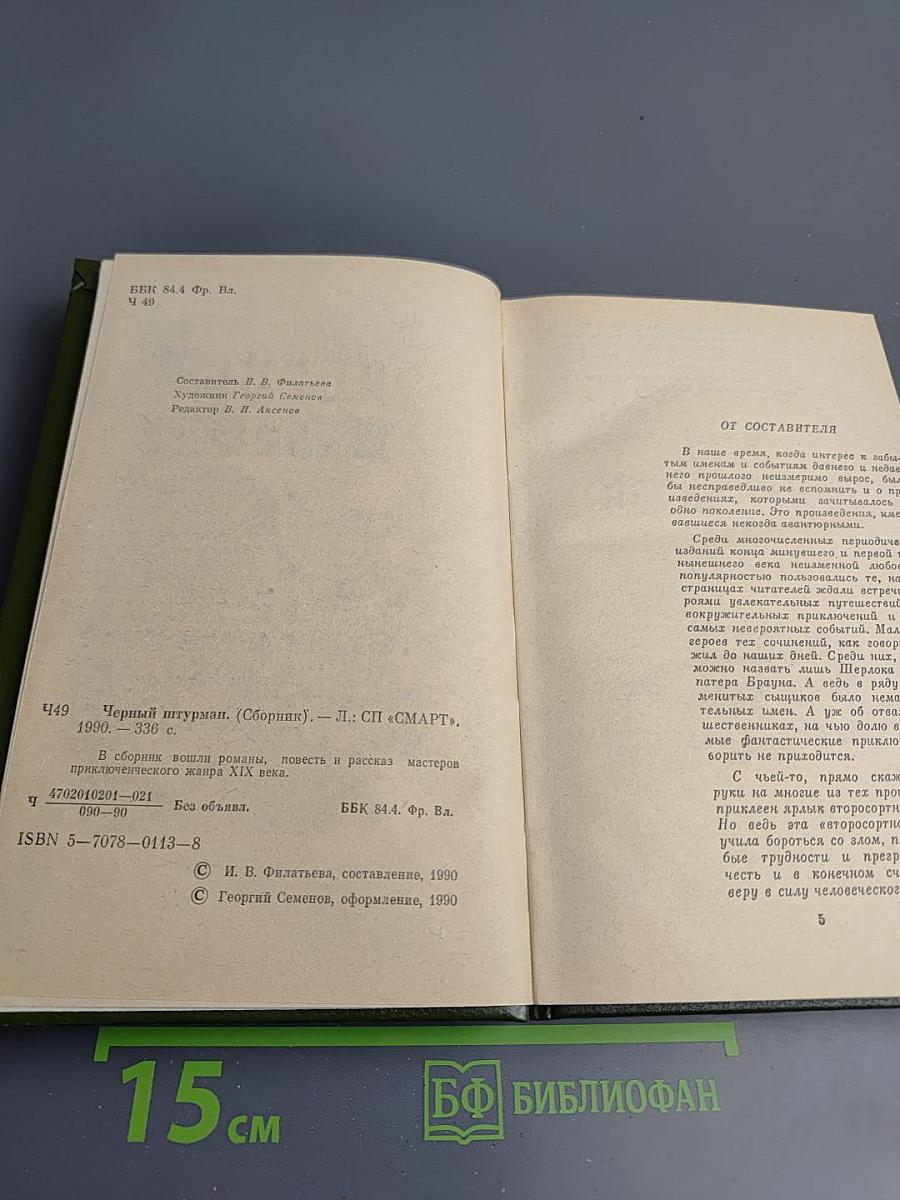 ББК 84.4 Фр. Вл.
Ч 49
Составитель И. В. Филатьева
Художник Георгий Семенов
Редактор В. И. Аксенов
Ч49 Черный штурман. (Сборник). — Л.: СП «СМАРТ»,
1990. — 336 с.
В сборник вошли романы, повесть и рассказ мастеров
приключенческого жанра XIX века.
Ч 4702010201—021
090—90
Без объявл. ББК 84.4. Фр. Вл.
ISBN 5—7078—0113—8
© И. В. Филатьева, составление, 1990
© Георгий Семенов, оформление, 1990
ОТ СОСТАВИТЕЛЯ
В наше время, когда интерес к забы-
тым именам и событиям давнего и недав
него прошлого неизмеримо вырос, был
бы несправедливо не вспомнить и о пр
изведениях, которыми зачитывалось
одно поколение. Это произведения, име
вавшиеся некогда авантюрными.
Среди многочисленных периодиче
изданий конца минувшего и первой т
нынешнего века неизменной любов
популярностью пользовались те, на
страницах читателей ждали встречи
роями увлекательных путешествий
вокружительных приключений и
самых невероятных событий. Мал
героев тех сочинений, как говор
жил до наших дней. Среди них,
можно назвать лишь Шерлока
патера Брауна. А ведь в ряду
менитых сыщиков было нема
тельных имен. А уж об отва
шественниках, на чью долю в
мые фантастические приклю
ворить не приходится.
С чьей-то, прямо скаж
руки на многие из тех прои
приклеен ярлык второсортн
Но ведь эта «второсортно
учила бороться со злом, п
бые трудности и прегр
честь и в конечном сч
веру в силу человеческого
5
15 см
БФ БИБЛИОФАН